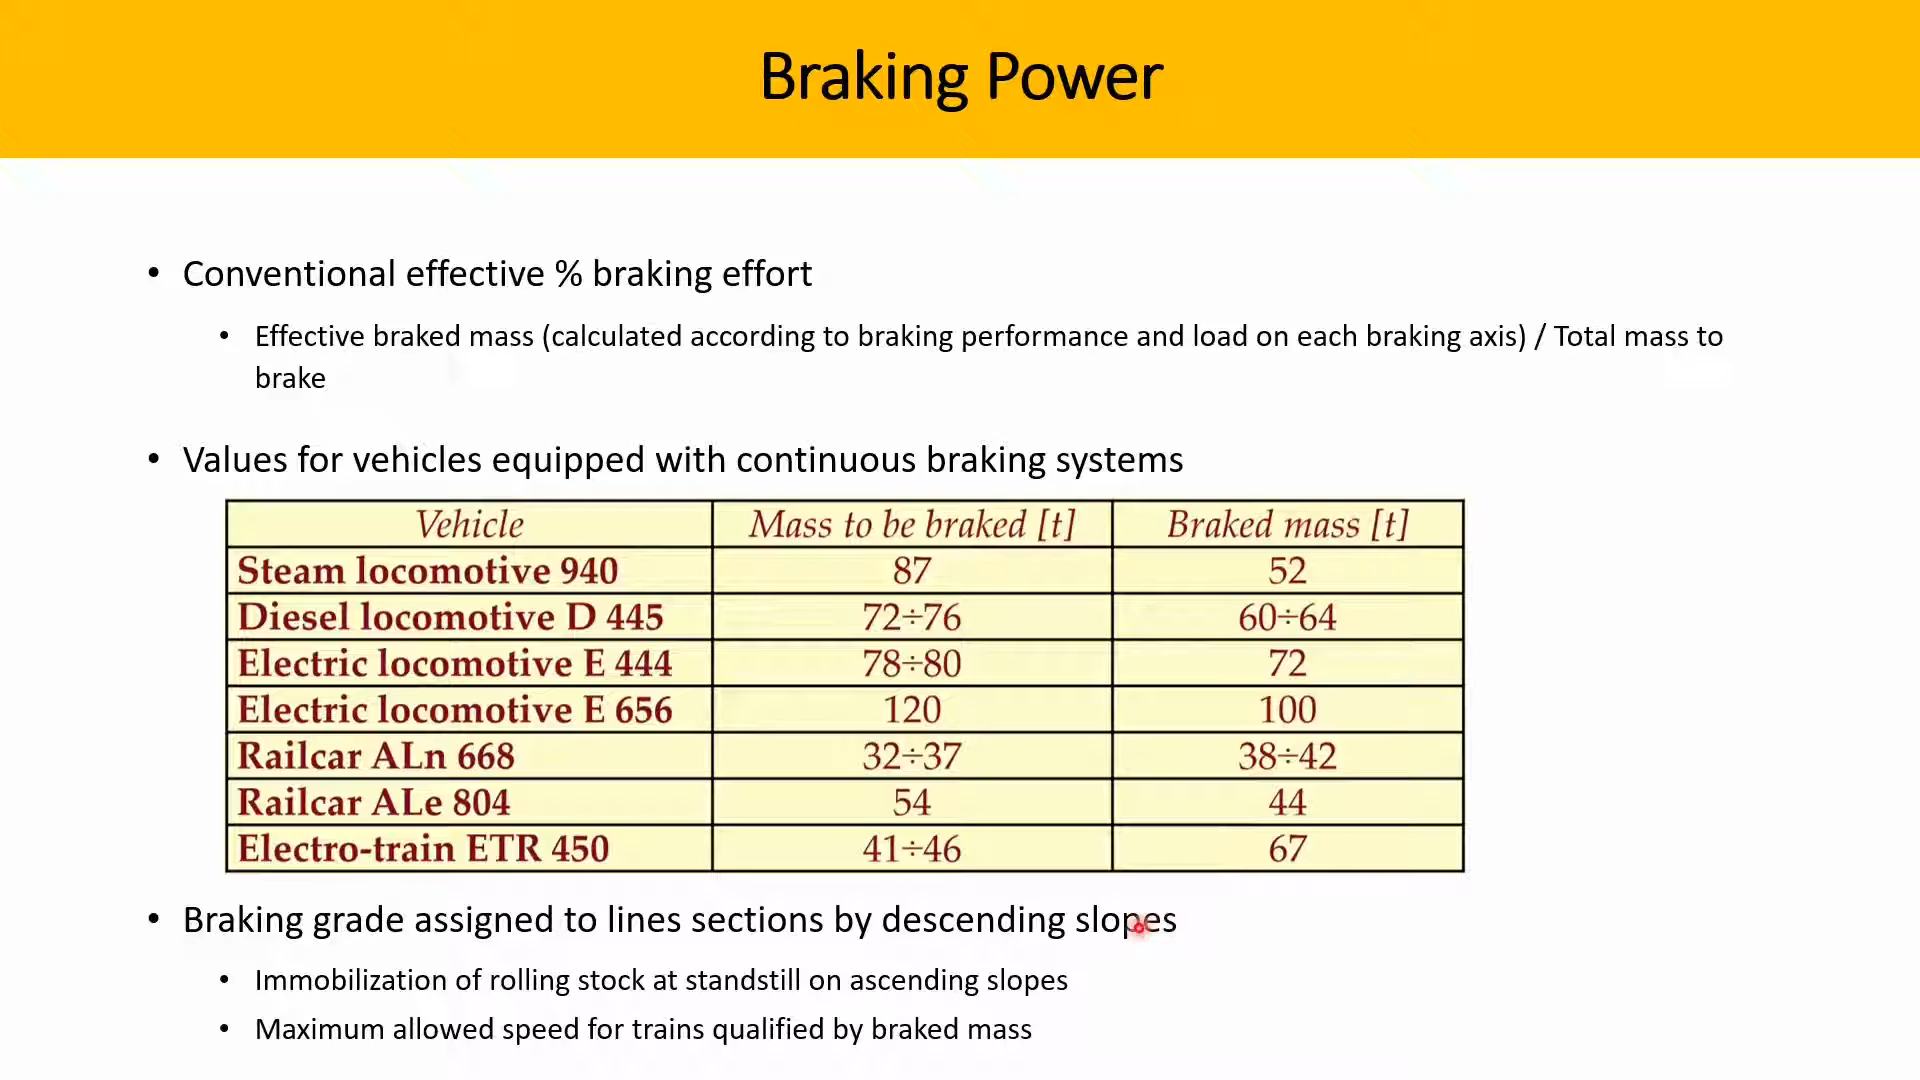 Braking Power
• Conventional effective % braking effort
• Effective braked mass (calculated according to braking performance and load on each braking axis) / Total mass to
brake
• Values for vehicles equipped with continuous braking systems
Vehicle Mass to be braked [t] Braked mass [t]
Steam locomotive 940 87 52
Diesel locomotive D 445 72÷76 60÷64
Electric locomotive E 444 78÷80 72
Electric locomotive E 656 120 100
Railcar ALn 668 32÷37 38÷42
Railcar ALe 804 54 44
Electro-train ETR 450 41÷46 67
• Braking grade assigned to lines sections by descending slopes
• Immobilization of rolling stock at standstill on ascending slopes
• Maximum allowed speed for trains qualified by braked mass